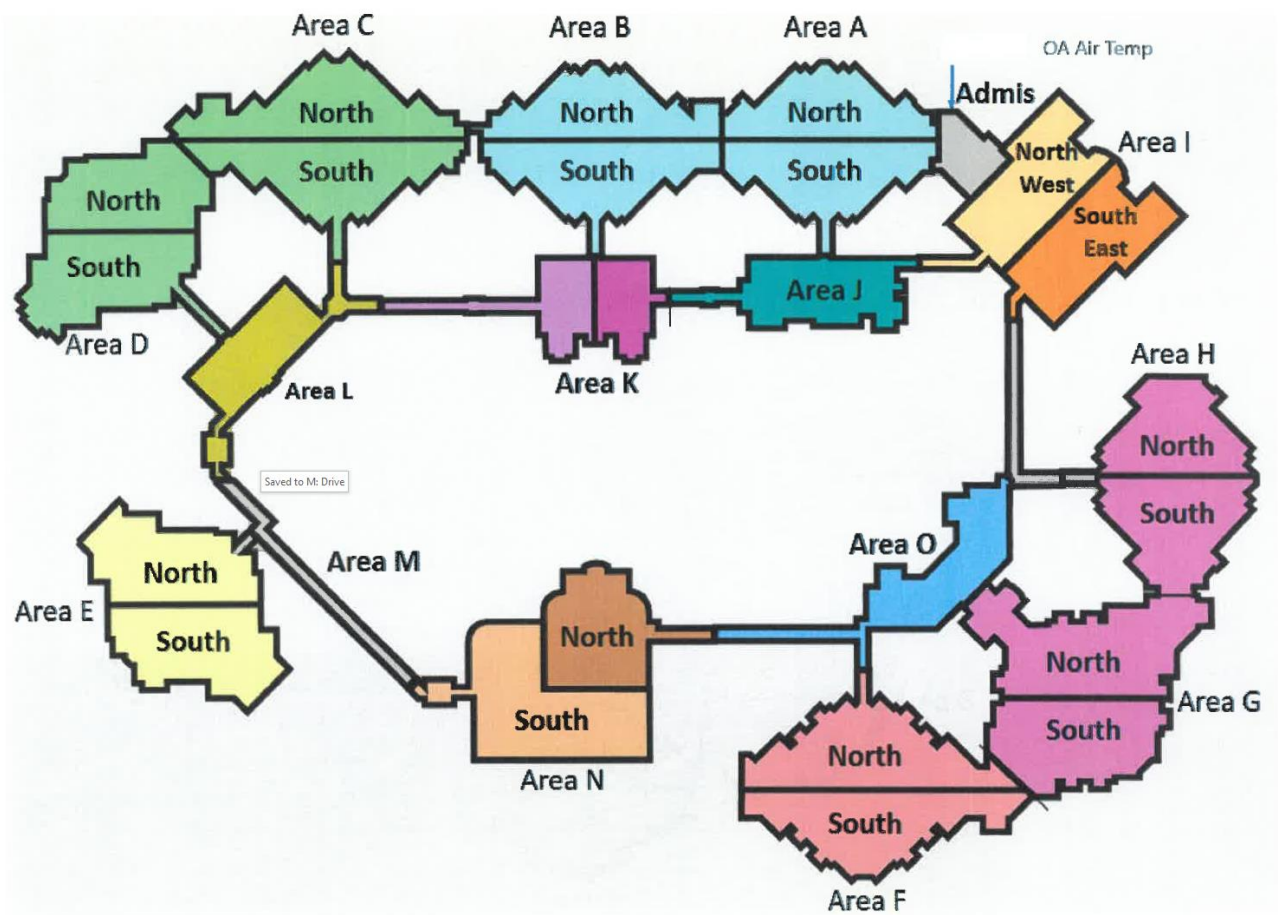 Area C
Area B
Area A
OA Air Temp
Admis
North
South
North
South
North
South
Area I
North
West
South
East
North
South
Area D
Area J
Area K
Area L
Area H
North
South
Saved to M: Drive
Area O
Area M
North
South
Area E
North
South
Area N
North
South
Area G
North
South
Area F